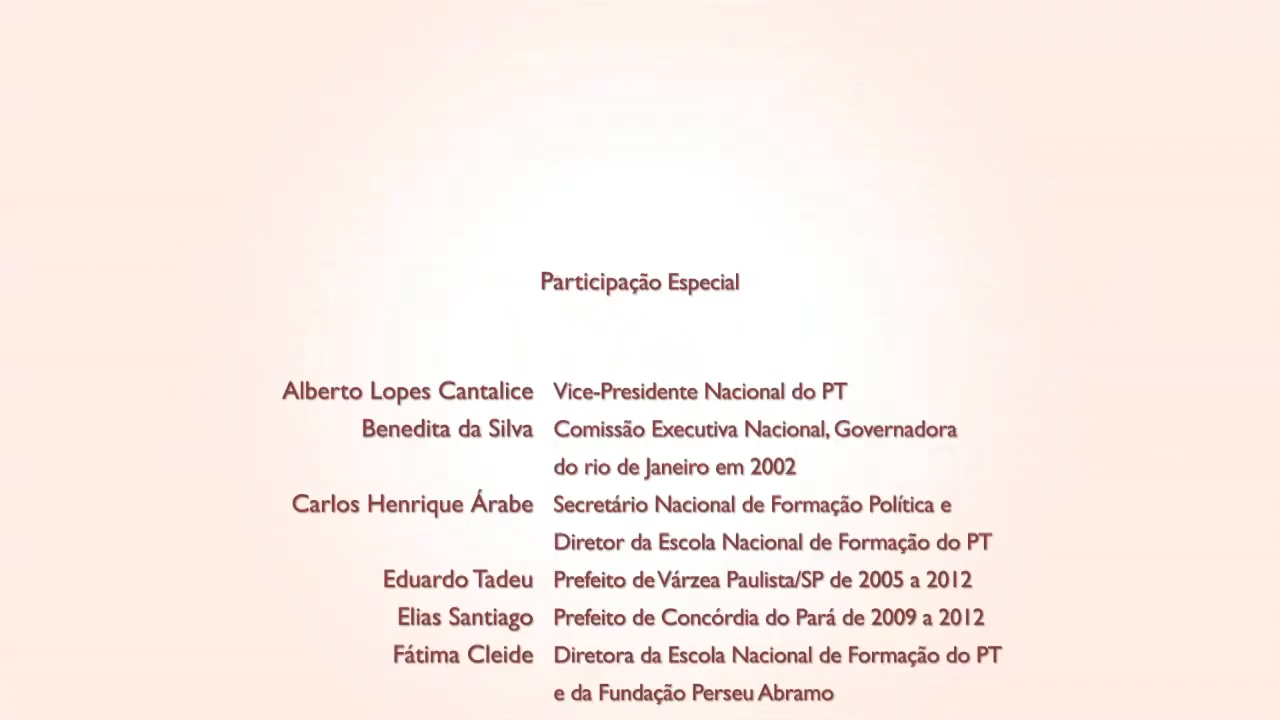 Participação Especial
Alberto Lopes Cantalice Vice-Presidente Nacional do PT
Benedita da Silva Comissão Executiva Nacional, Governadora
do rio de Janeiro em 2002
Carlos Henrique Árabe Secretário Nacional de Formação Política e
Diretor da Escola Nacional de Formação do PT
Eduardo Tadeu Prefeito de Várzea Paulista/SP de 2005 a 2012
Elias Santiago Prefeito de Concórdia do Pará de 2009 a 2012
Fátima Cleide Diretora da Escola Nacional de Formação do PT
e da Fundação Perseu Abramo